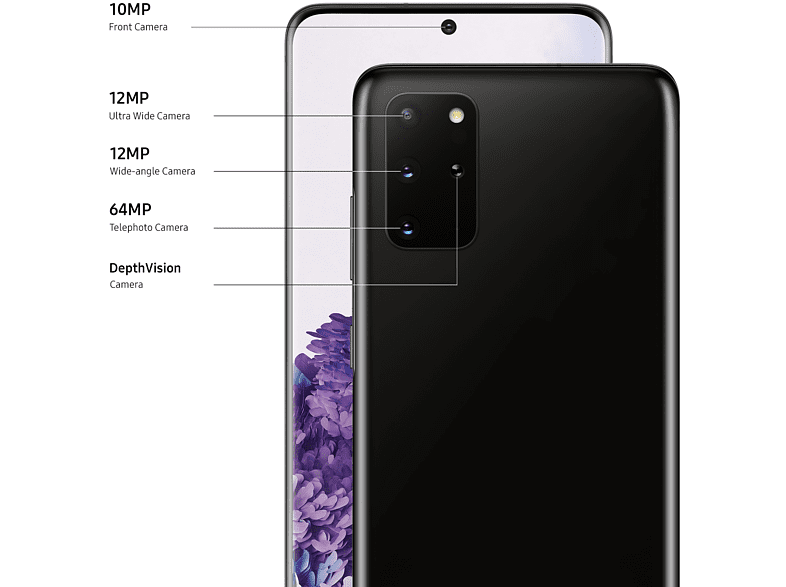 10MP
Front Camera
12MP
Ultra Wide Camera
12MP
Wide-angle Camera
64MP
Telephoto Camera
DepthVision
Camera